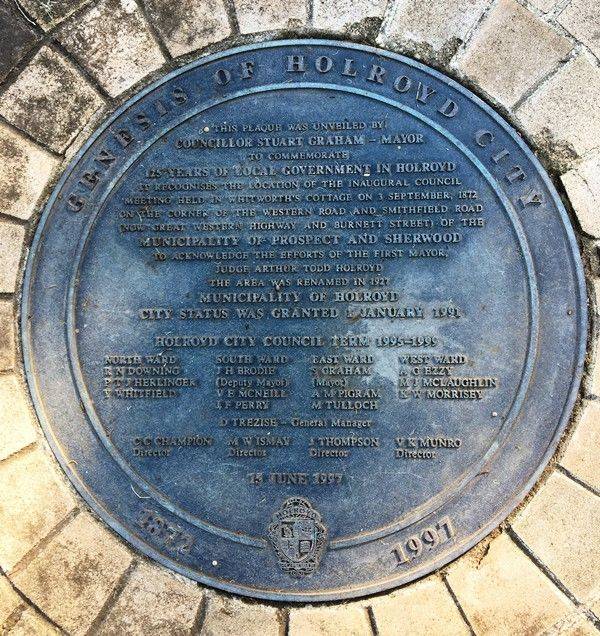 GENESIS OF HOLROYD CITY
THIS PLAQUE WAS UNVEILED BY
COUNCILLOR STUART GRAHAM – MAYOR
TO COMMEMORATE
125 YEARS OF LOCAL GOVERNMENT IN HOLROYD
IT RECOGNISES THE LOCATION OF THE INAUGURAL COUNCIL
MEETING HELD IN WHITWORTH'S COTTAGE ON 3 SEPTEMBER, 1872
ON THE CORNER OF THE WESTERN ROAD AND SMITHFIELD ROAD
(NOW GREAT WESTERN HIGHWAY AND BURNETT STREET) OF THE
MUNICIPALITY OF PROSPECT AND SHERWOOD
TO ACKNOWLEDGE THE EFFORTS OF THE FIRST MAYOR,
JUDGE ARTHUR TODD HOLROYD
THE AREA WAS RENAMED IN 1927
MUNICIPALITY OF HOLROYD
CITY STATUS WAS GRANTED 1 JANUARY 1991
HOLROYD CITY COUNCIL TERM 1995-1999
NORTH WARD SOUTH WARD EAST WARD WEST WARD
R N DOWNING J H BRODIE S GRAHAM A G EZZY
P T J HERLINGER (Deputy Mayor) (Mayor) M J MCLAUGHLIN
Y WHITFIELD V E MCNEILL A M PIGRAM K W MORRISEY
J F PERRY M TULLOCH
D TREZISE – General Manager
C C CHAMPION M W ISMAY J THOMPSON V K MUNRO
Director Director Director Director
15 JUNE 1997
1872 1997